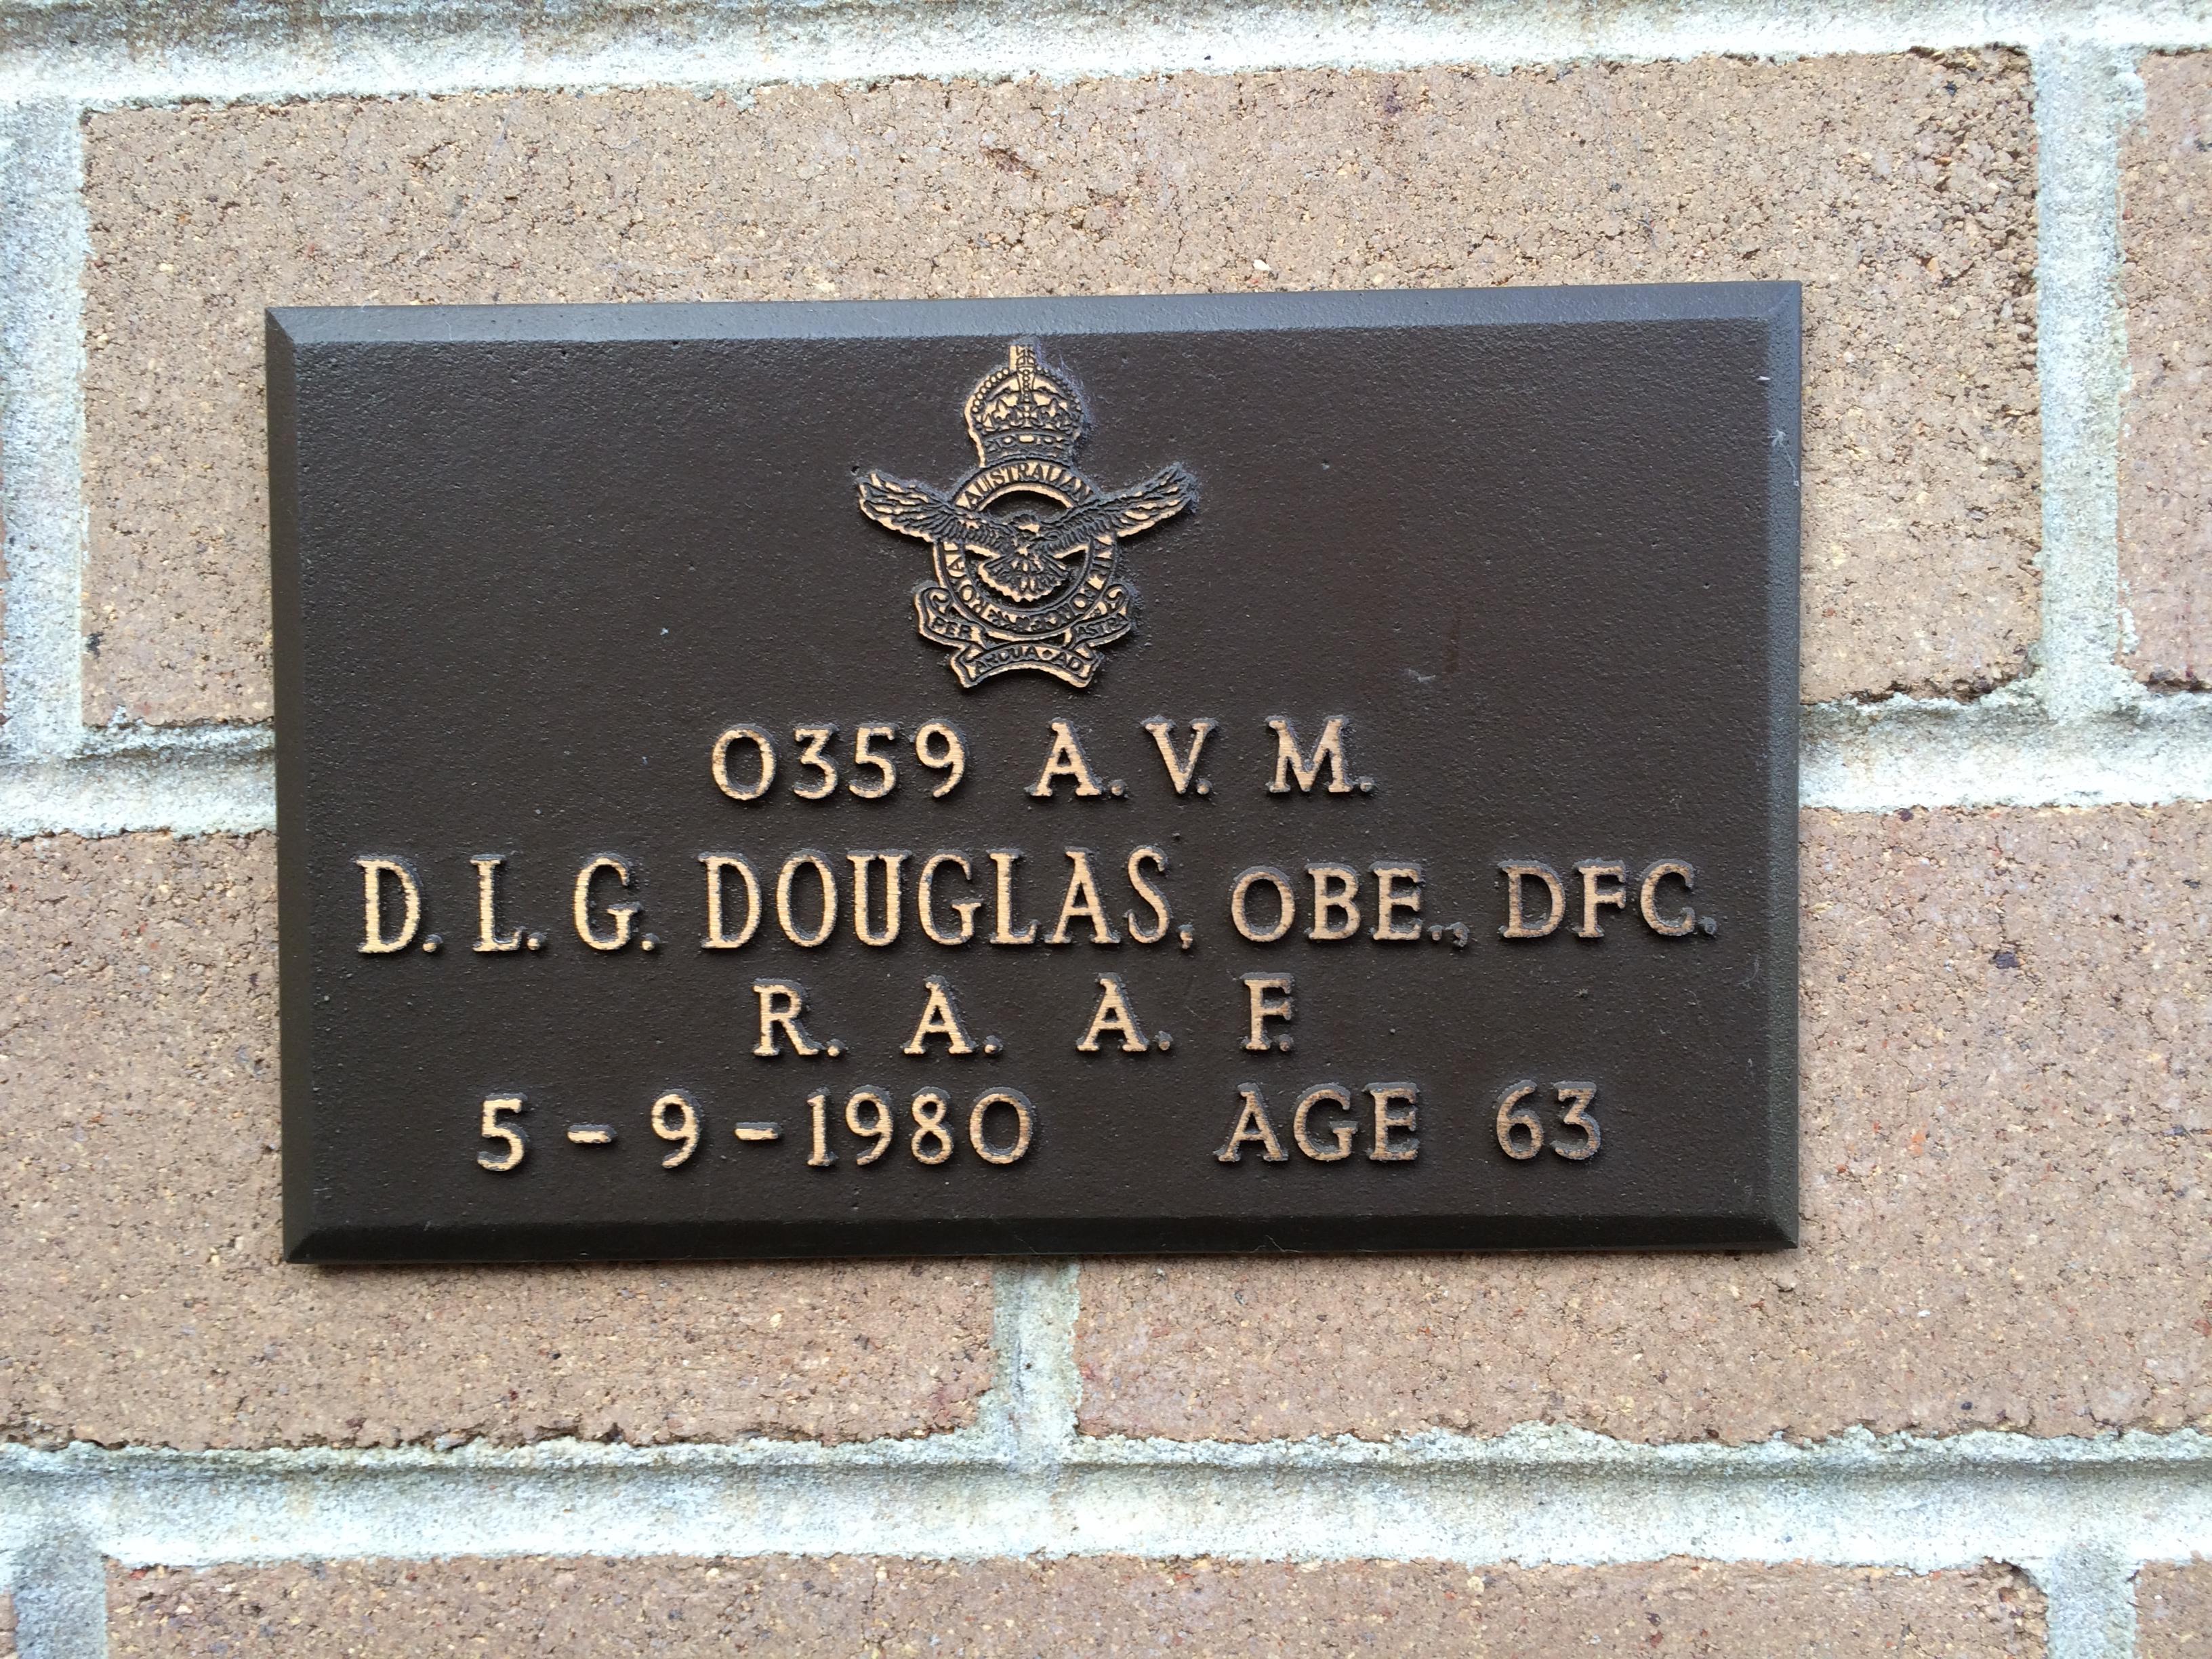 AUSTRALIAN
PER ASTRA
ARDUA AD
0359 A. V. M.
D. L. G. DOUGLAS, OBE., DFC.
R. A. A. F.
5-9-1980 AGE 63